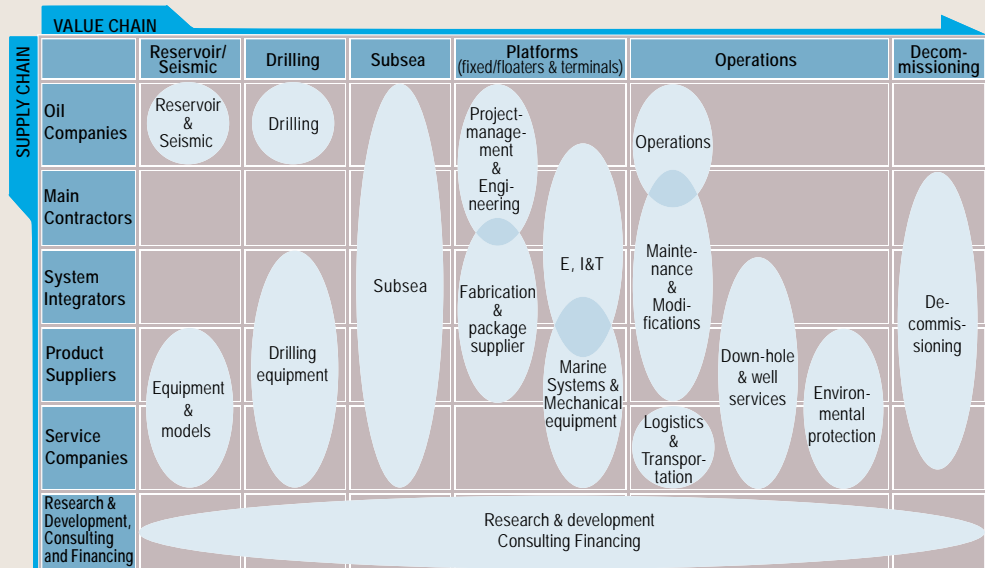 VALUE CHAIN
SUPPLY CHAIN
Reservoir/
Seismic
Drilling
Subsea
Platforms
(fixed/floaters & terminals)
Operations
Decom-
missioning
Oil
Companies
Reservoir
&
Seismic
Drilling
Project-
manage-
ment
&
Engi-
neering
Operations
Main
Contractors
System
Integrators
Subsea
Fabrication
&
package
supplier
E, I&T
Mainte-
nance
&
Modi-
fications
De-
commis-
sioning
Product
Suppliers
Equipment
&
models
Drilling
equipment
Marine
Systems &
Mechanical
equipment
Down-hole
& well
services
Environ-
mental
protection
Service
Companies
Logistics
&
Transpor-
tation
Research &
Development,
Consulting
and Financing
Research & development
Consulting Financing